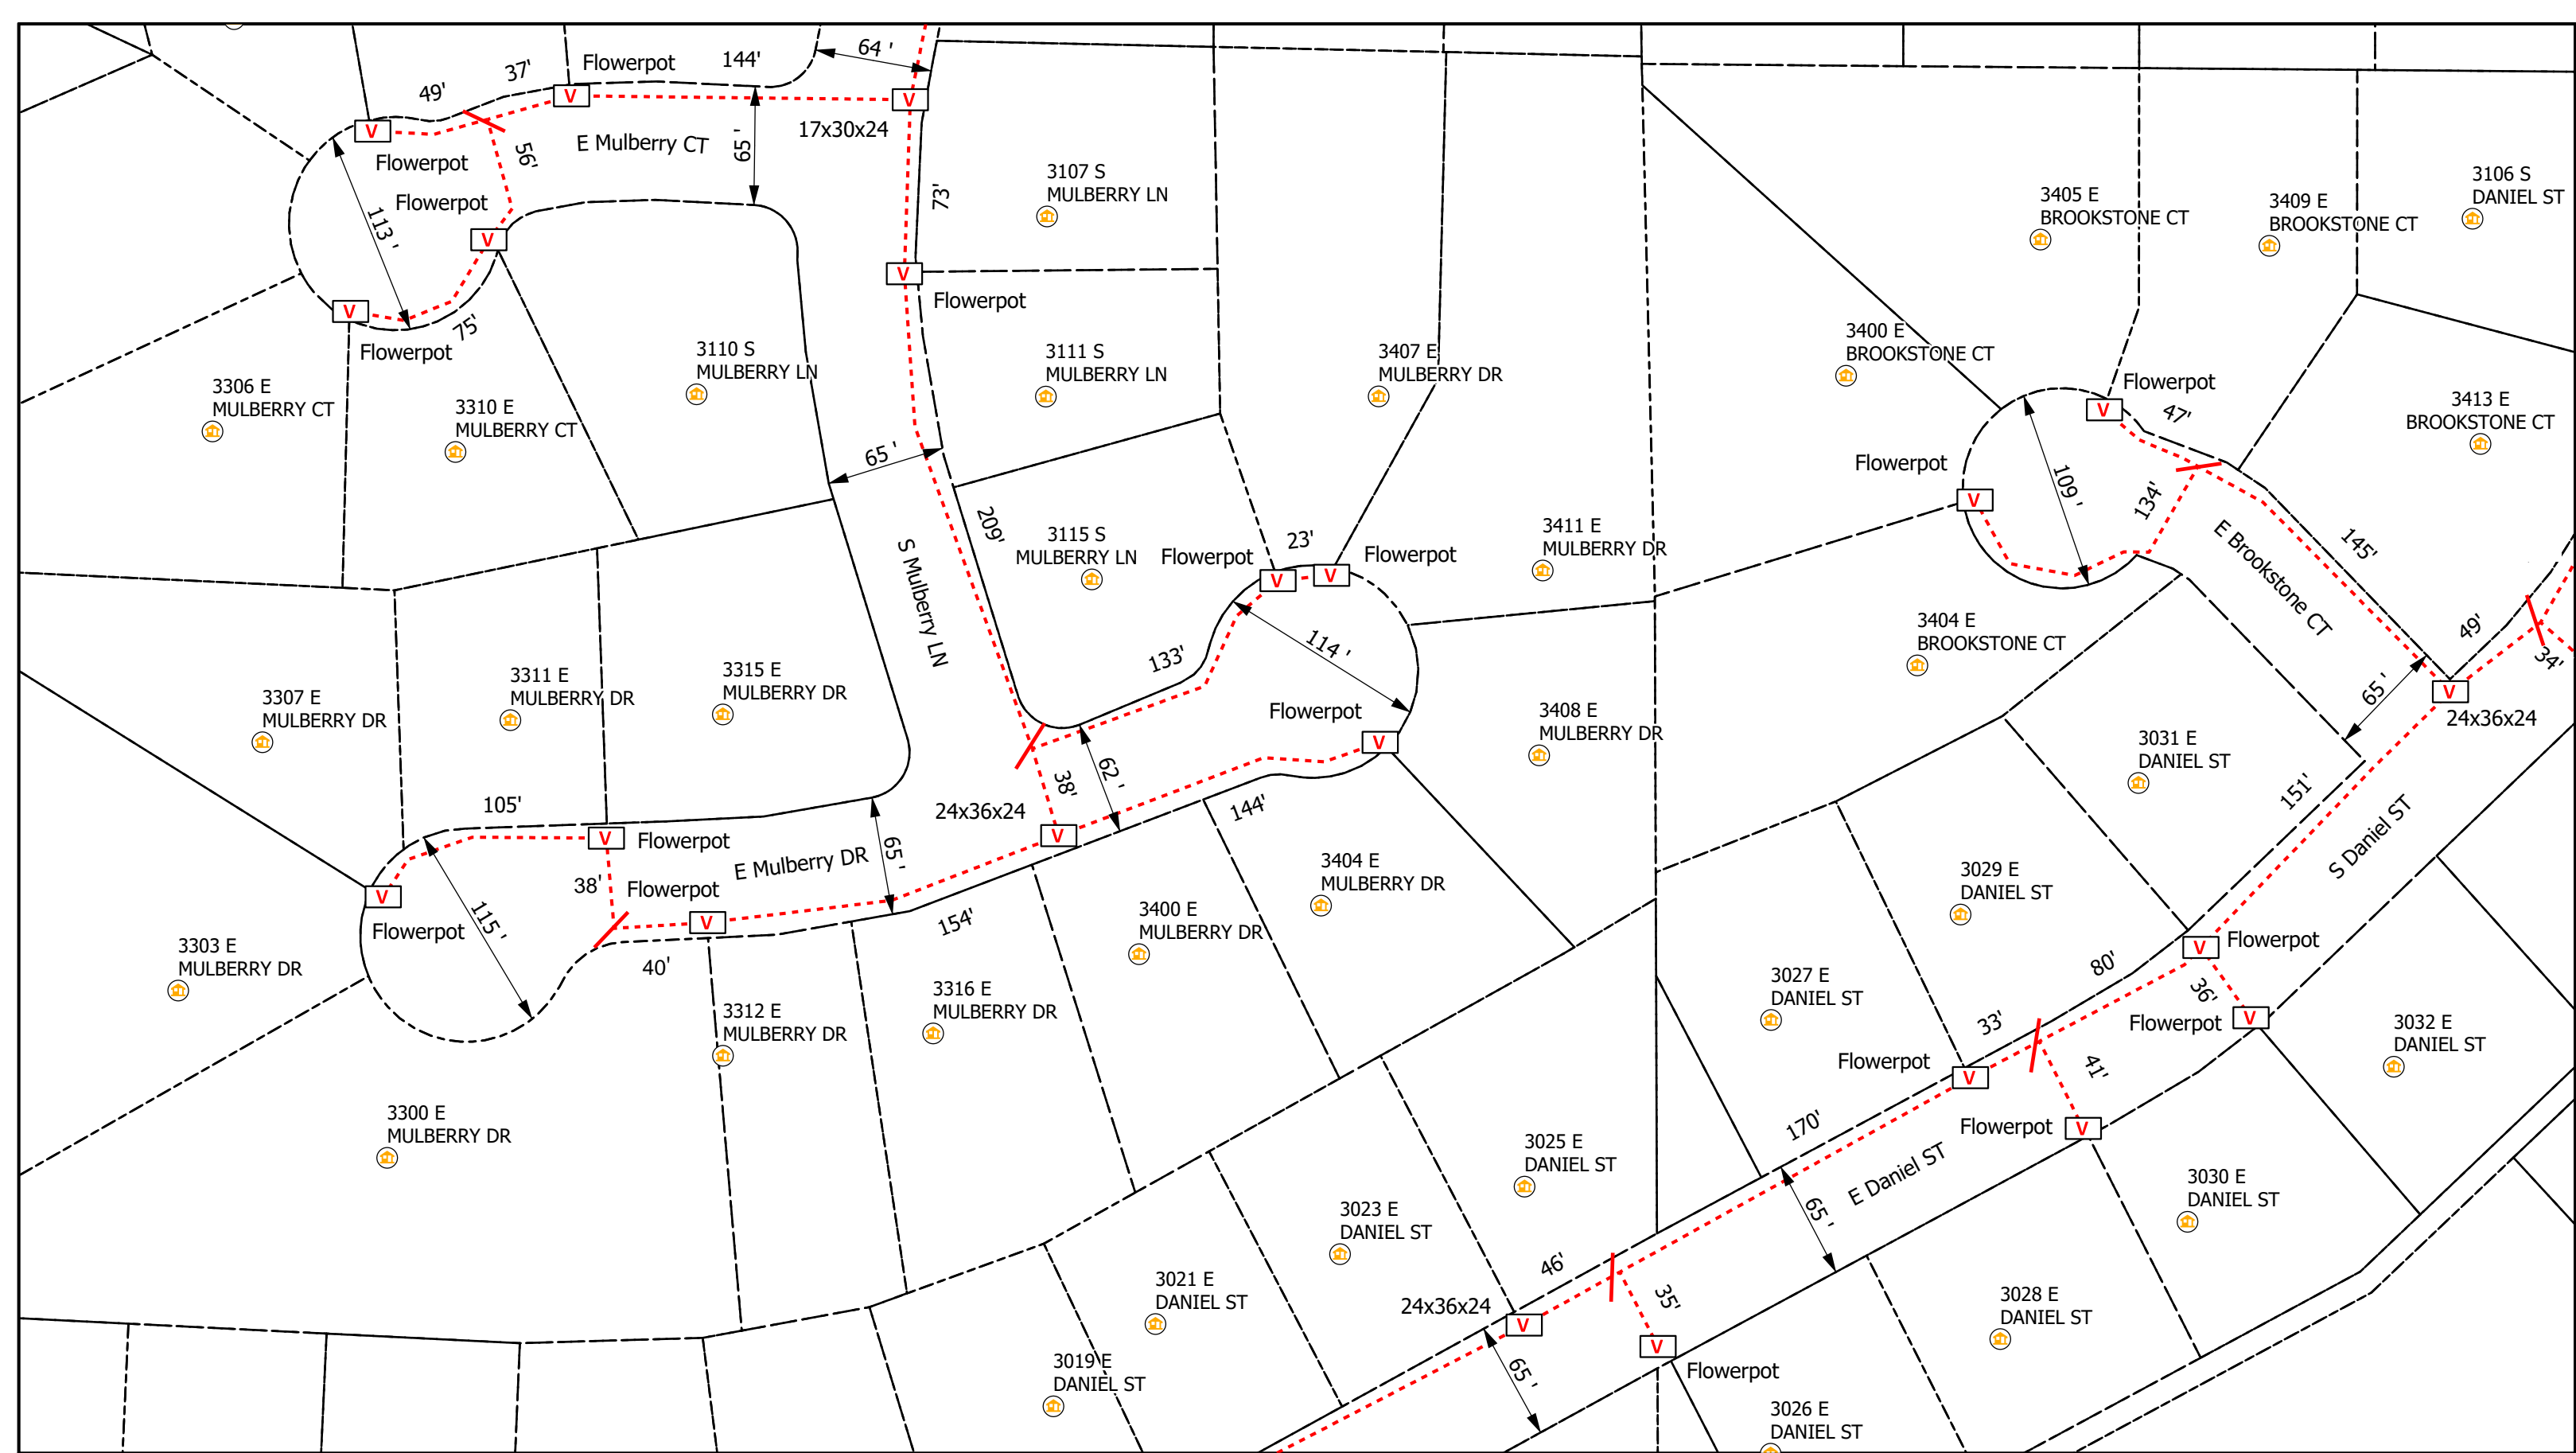 64 '
144'
Flowerpot
37'
49'
V
V
V
17x30x24
E Mulberry CT
65 '
56'
Flowerpot
Flowerpot
113 '
V
V
75'
Flowerpot
73'
V
Flowerpot
3107 S
MULBERRY LN
3405 E
BROOKSTONE CT
3409 E
BROOKSTONE CT
3106 S
DANIEL ST
3110 S
MULBERRY LN
3111 S
MULBERRY LN
3407 E
MULBERRY DR
3400 E
BROOKSTONE CT
Flowerpot
V
47'
3413 E
BROOKSTONE CT
3306 E
MULBERRY CT
3310 E
MULBERRY CT
65 '
Flowerpot
V
109 '
134'
209'
S Mulberry LN
3115 S
MULBERRY LN
Flowerpot
23'
Flowerpot
V
V
3411 E
MULBERRY DR
145'
E Brookstone CT
133'
114 '
3404 E
BROOKSTONE CT
49'
34'
65 '
V
24x36x24
3307 E
MULBERRY DR
3311 E
MULBERRY DR
3315 E
MULBERRY DR
Flowerpot
V
3408 E
MULBERRY DR
3031 E
DANIEL ST
38'
62 '
144'
24x36x24
V
151'
S Daniel ST
105'
V
Flowerpot
65 '
E Mulberry DR
38'
Flowerpot
V
V
Flowerpot
115 '
40'
154'
3404 E
MULBERRY DR
3400 E
MULBERRY DR
3029 E
DANIEL ST
3303 E
MULBERRY DR
V
Flowerpot
80'
36'
3027 E
DANIEL ST
3316 E
MULBERRY DR
3312 E
MULBERRY DR
33'
Flowerpot
V
Flowerpot
V
41'
3032 E
DANIEL ST
3300 E
MULBERRY DR
170'
Flowerpot
V
E Daniel ST
3025 E
DANIEL ST
3030 E
DANIEL ST
65 '
3023 E
DANIEL ST
46'
35'
3021 E
DANIEL ST
24x36x24
V
V
3028 E
DANIEL ST
3019 E
DANIEL ST
65 '
Flowerpot
3026 E
DANIEL ST